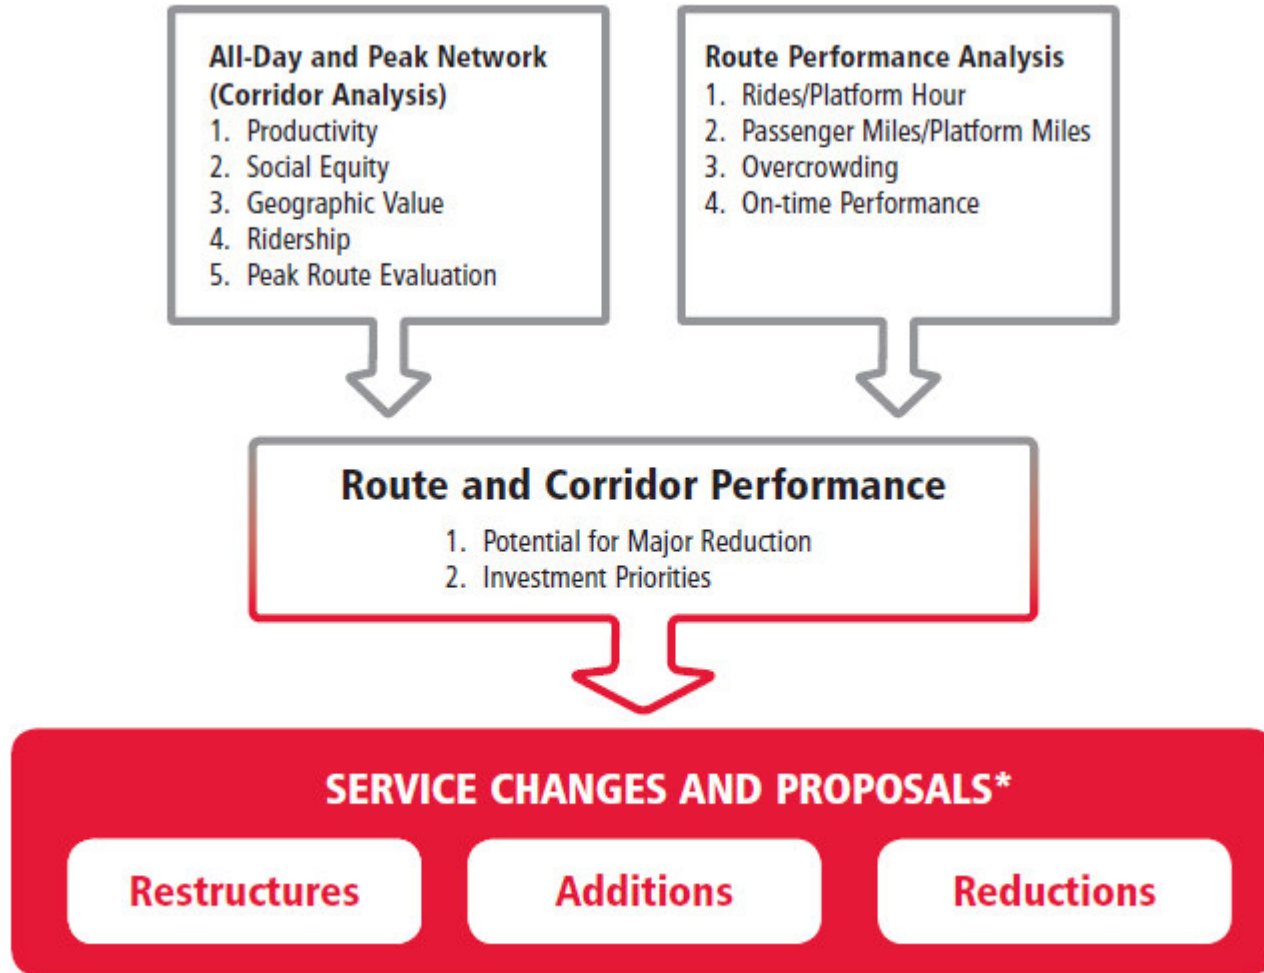 All-Day and Peak Network
(Corridor Analysis)
1. Productivity
2. Social Equity
3. Geographic Value
4. Ridership
5. Peak Route Evaluation
Route Performance Analysis
1. Rides/Platform Hour
2. Passenger Miles/Platform Miles
3. Overcrowding
4. On-time Performance
Route and Corridor Performance
1. Potential for Major Reduction
2. Investment Priorities
SERVICE CHANGES AND PROPOSALS*
Restructures
Additions
Reductions